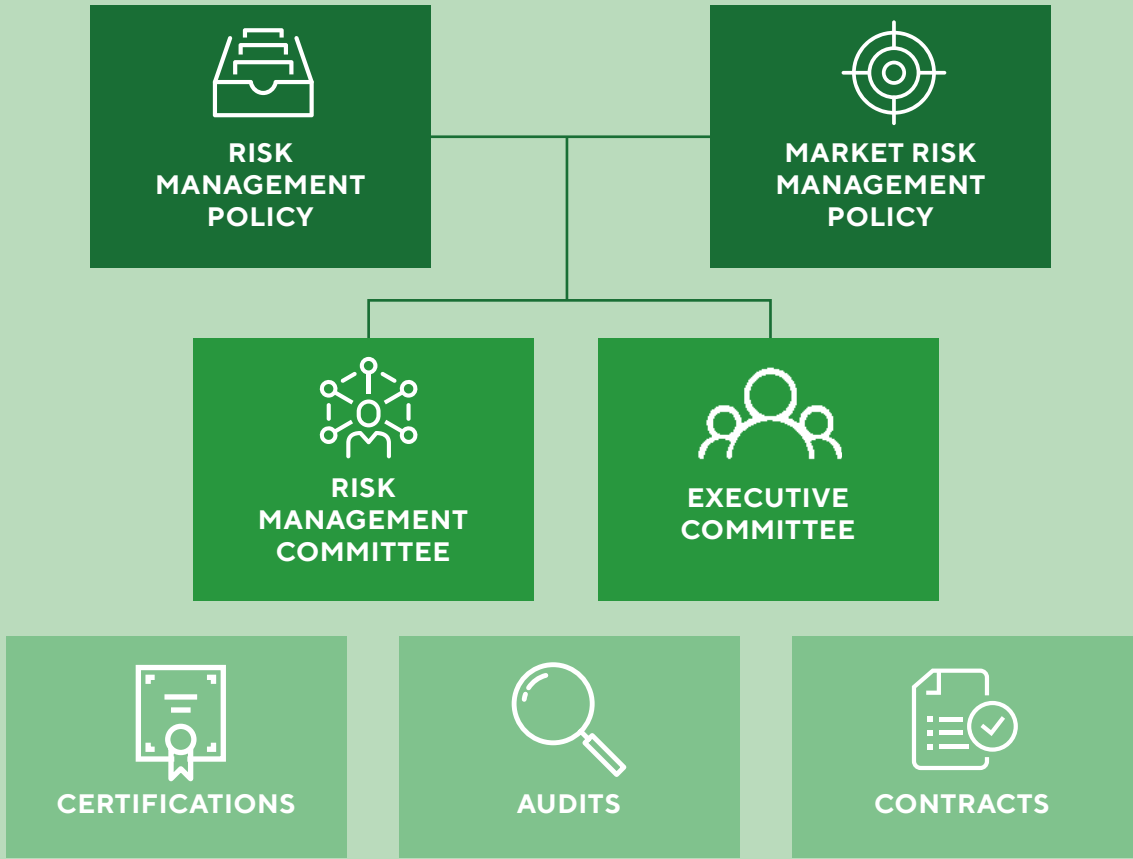 RISK
MANAGEMENT
POLICY
MARKET RISK
MANAGEMENT
POLICY
RISK
MANAGEMENT
COMMITTEE
EXECUTIVE
COMMITTEE
CERTIFICATIONS
AUDITS
CONTRACTS